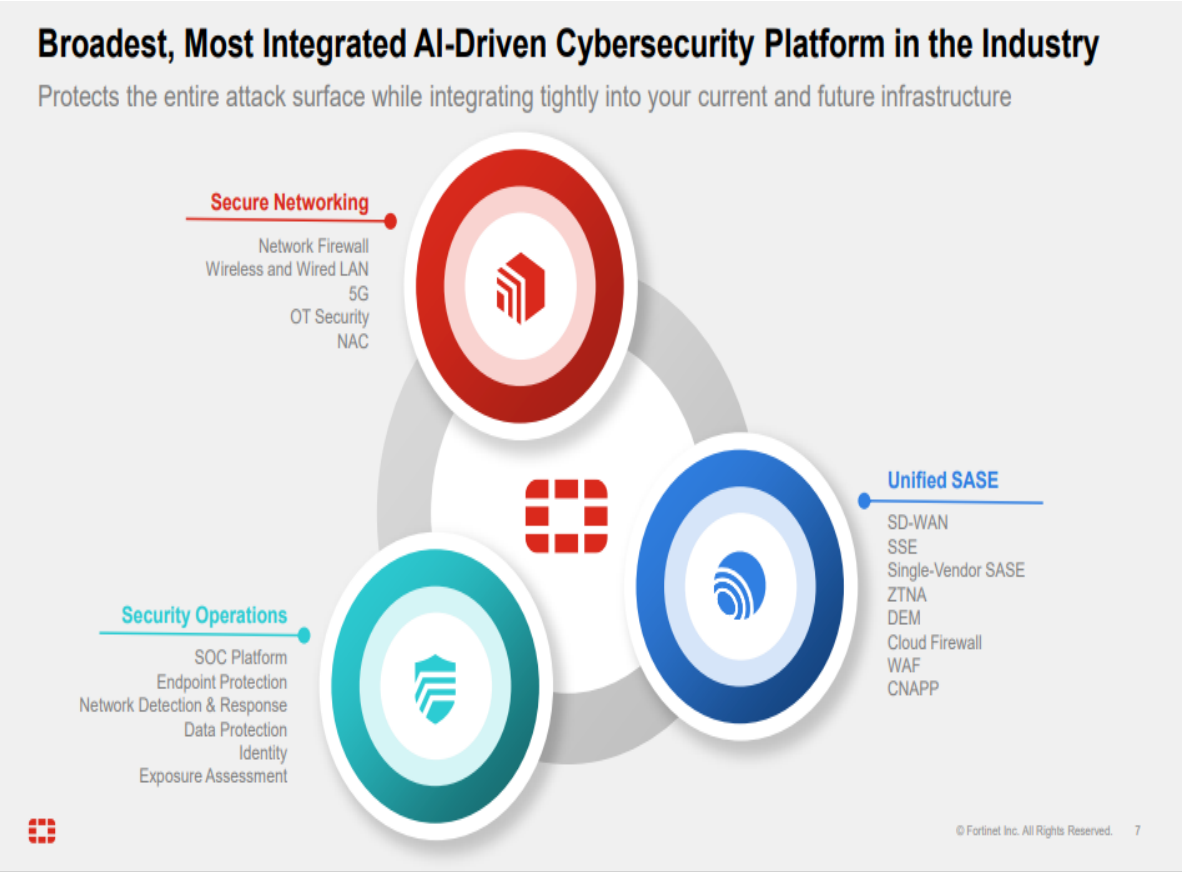 Broadest, Most Integrated AI-Driven Cybersecurity Platform in the Industry
Protects the entire attack surface while integrating tightly into your current and future infrastructure
Secure Networking
Network Firewall
Wireless and Wired LAN
5G
OT Security
NAC
Unified SASE
SD-WAN
SSE
Single-Vendor SASE
ZTNA
DEM
Cloud Firewall
WAF
CNAPP
Security Operations
SOC Platform
Endpoint Protection
Network Detection & Response
Data Protection
Identity
Exposure Assessment
© Fortinet Inc. All Rights Reserved. 7